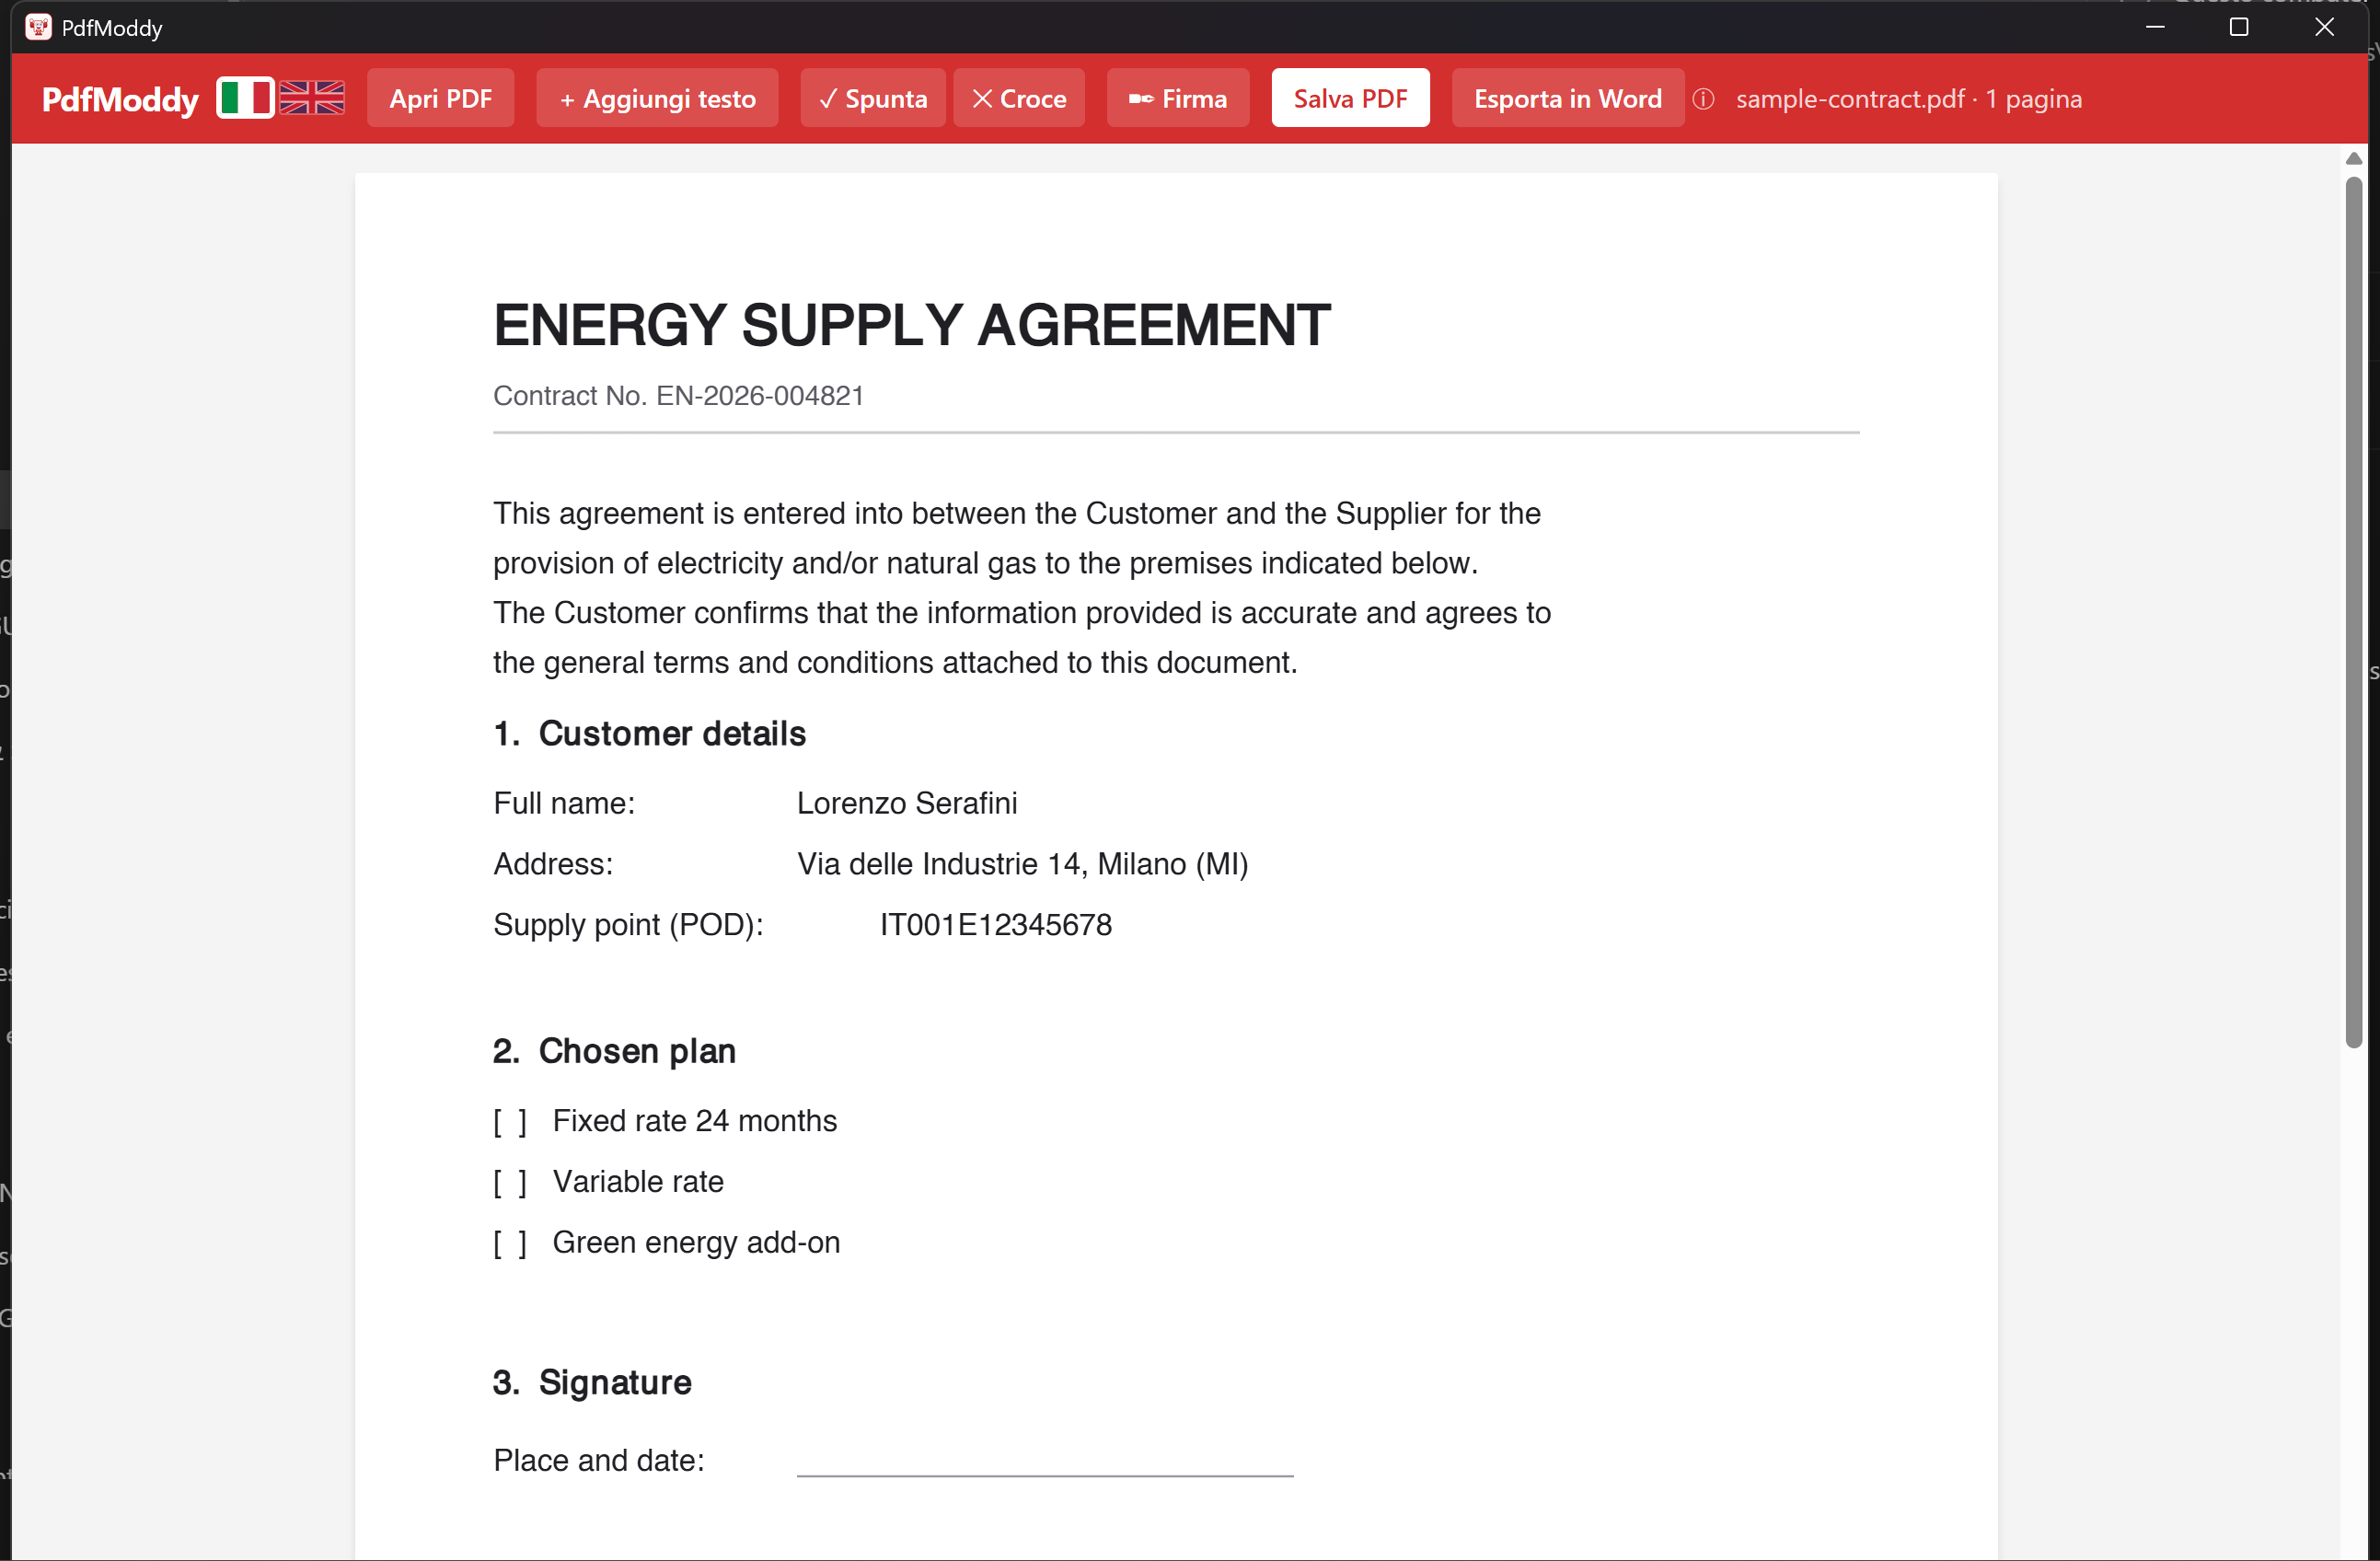 PdfModdy
PdfModdy
Apri PDF
+ Aggiungi testo
✓ Spunta
✕ Croce
✒ Firma
Salva PDF
Esporta in Word
ⓘ
sample-contract.pdf · 1 pagina
ENERGY SUPPLY AGREEMENT
Contract No. EN-2026-004821
This agreement is entered into between the Customer and the Supplier for the
provision of electricity and/or natural gas to the premises indicated below.
The Customer confirms that the information provided is accurate and agrees to
the general terms and conditions attached to this document.
1. Customer details
Full name: Lorenzo Serafini
Address: Via delle Industrie 14, Milano (MI)
Supply point (POD): IT001E12345678
2. Chosen plan
[ ] Fixed rate 24 months
[ ] Variable rate
[ ] Green energy add-on
3. Signature
Place and date: